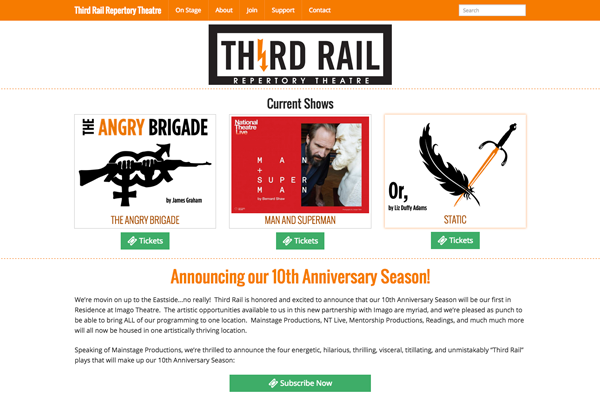 Third Rail Repertory Theatre On Stage About Join Support Contact Search
THIRD RAIL
REPERTORY THEATRE
Current Shows
THE ANGRY BRIGADE
by James Graham
National
Theatre
Live
MAN
+
SUPER
MAN
by Bernard Shaw
Or,
by Liz Duffy Adams
THE ANGRY BRIGADE
MAN AND SUPERMAN
STATIC
Tickets
Tickets
Tickets
Announcing our 10th Anniversary Season!
We're movin on up to the Eastside...no really! Third Rail is honored and excited to announce that our 10th Anniversary Season will be our first in
Residence at Imago Theatre. The artistic opportunities available to us in this new partnership with Imago are myriad, and we're pleased as punch to
be able to bring ALL of our programming to one location. Mainstage Productions, NT Live, Mentorship Productions, Readings, and much much more
will all now be housed in one artistically thriving location.
Speaking of Mainstage Productions, we're thrilled to announce the four energetic, hilarious, thrilling, visceral, titillating, and unmistakably "Third Rail"
plays that will make up our 10th Anniversary Season:
Subscribe Now